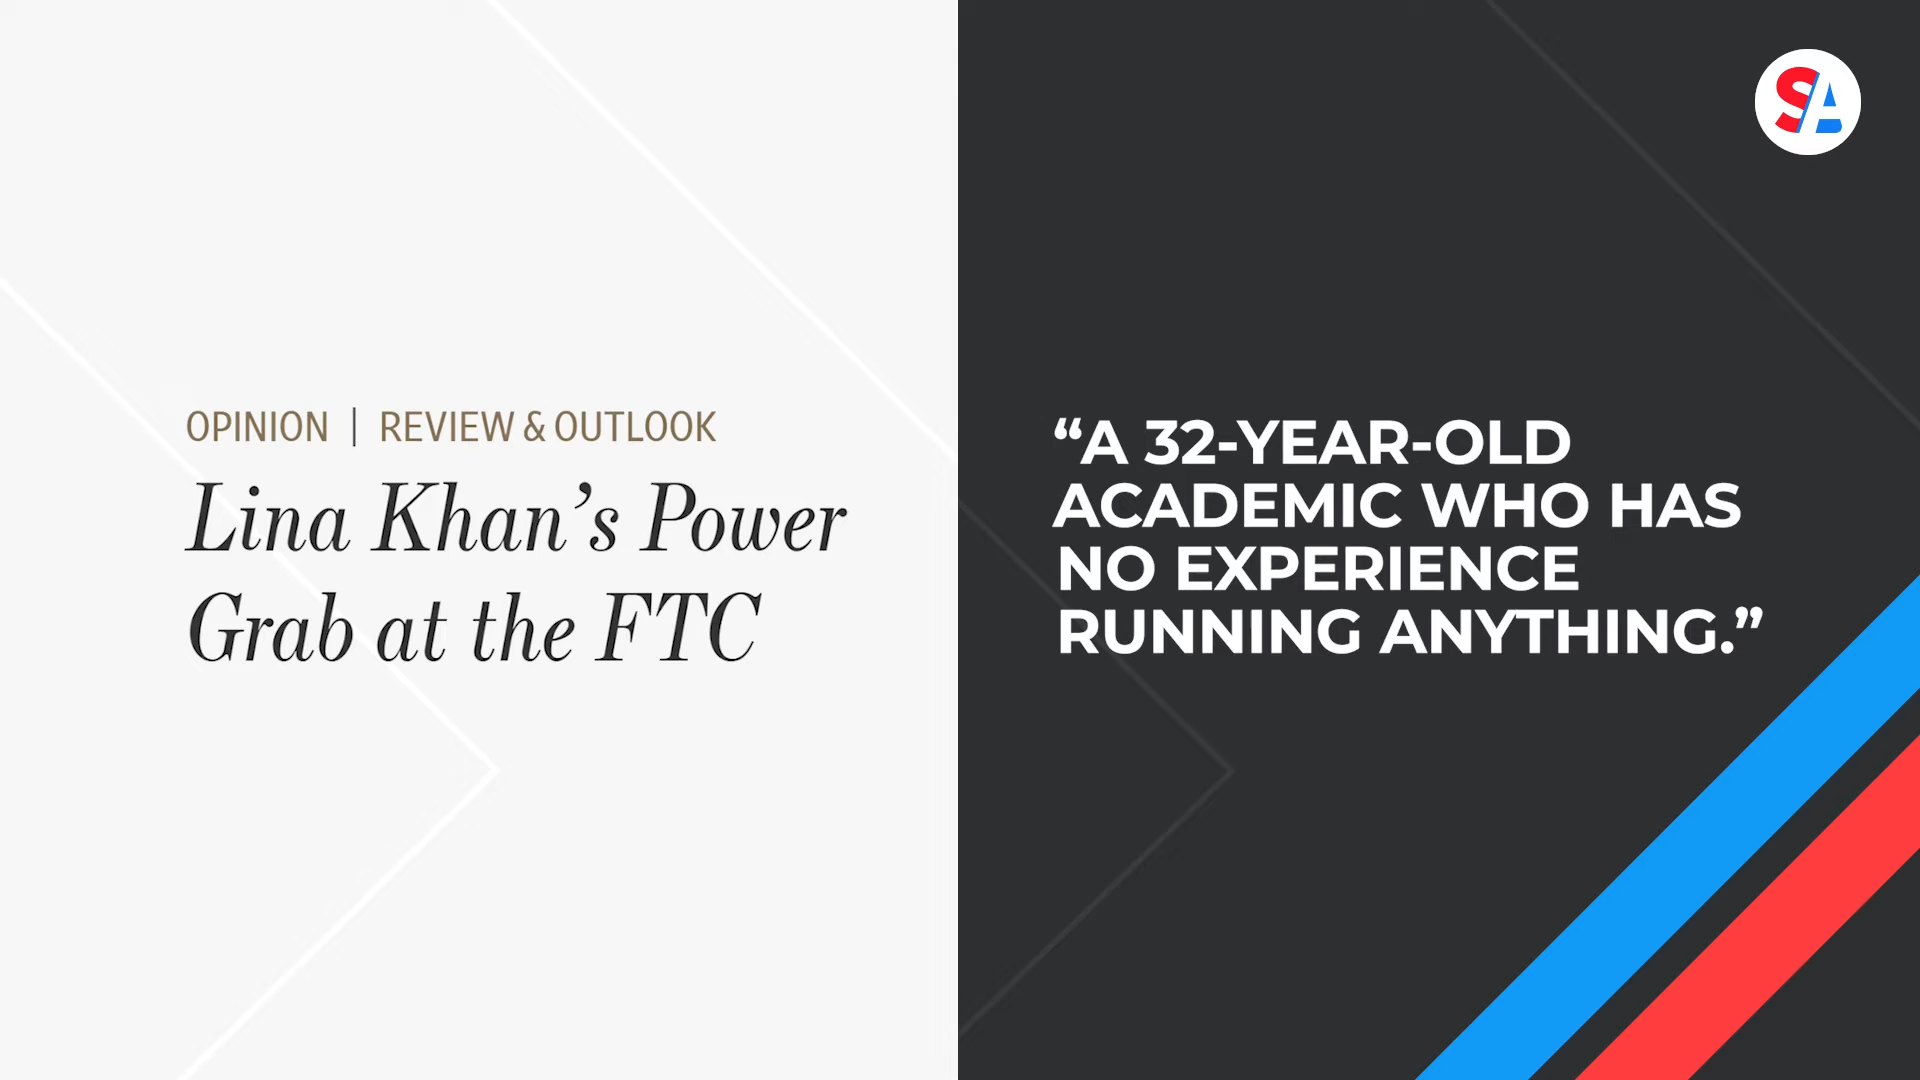 OPINION | REVIEW & OUTLOOK
Lina Khan’s Power
Grab at the FTC
SA
“A 32-YEAR-OLD
ACADEMIC WHO HAS
NO EXPERIENCE
RUNNING ANYTHING.”